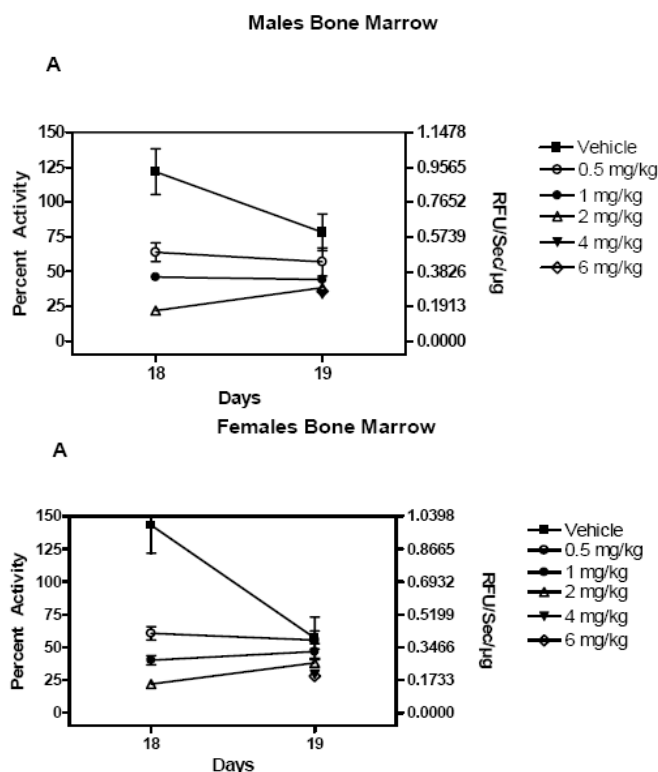 Males Bone Marrow
A
150
125
100
75
50
25
0
Percent Activity
1.1478
0.9565
0.7652
0.5739
0.3826
0.1913
0.0000
RFU/Sec/µg
Vehicle
0.5 mg/kg
1 mg/kg
2 mg/kg
4 mg/kg
6 mg/kg
18 19
Days
Females Bone Marrow
A
150
125
100
75
50
25
0
Percent Activity
1.0398
0.8665
0.6932
0.5199
0.3466
0.1733
0.0000
RFU/Sec/µg
Vehicle
0.5 mg/kg
1 mg/kg
2 mg/kg
4 mg/kg
6 mg/kg
18 19
Days